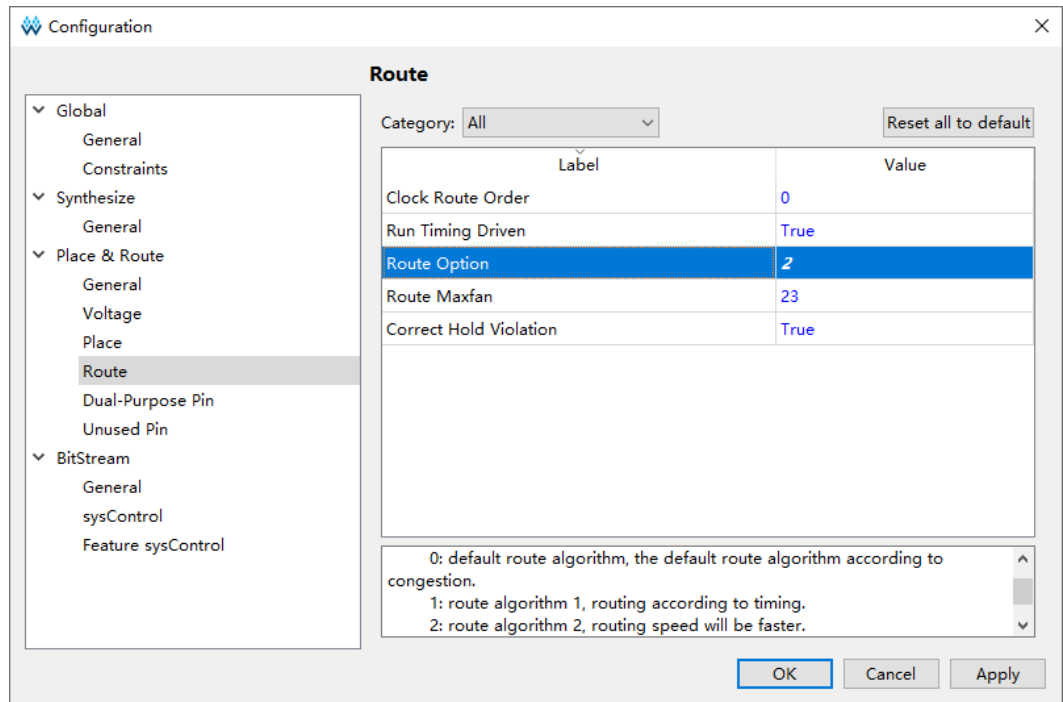 Configuration
Route
Global
General
Constraints
Synthesize
General
Place & Route
General
Voltage
Place
Route
Dual-Purpose Pin
Unused Pin
BitStream
General
sysControl
Feature sysControl
Category: All
Reset all to default
Label Value
Clock Route Order 0
Run Timing Driven True
Route Option 2
Route Maxfan 23
Correct Hold Violation True
0: default route algorithm, the default route algorithm according to
congestion.
1: route algorithm 1, routing according to timing.
2: route algorithm 2, routing speed will be faster.
OK Cancel Apply